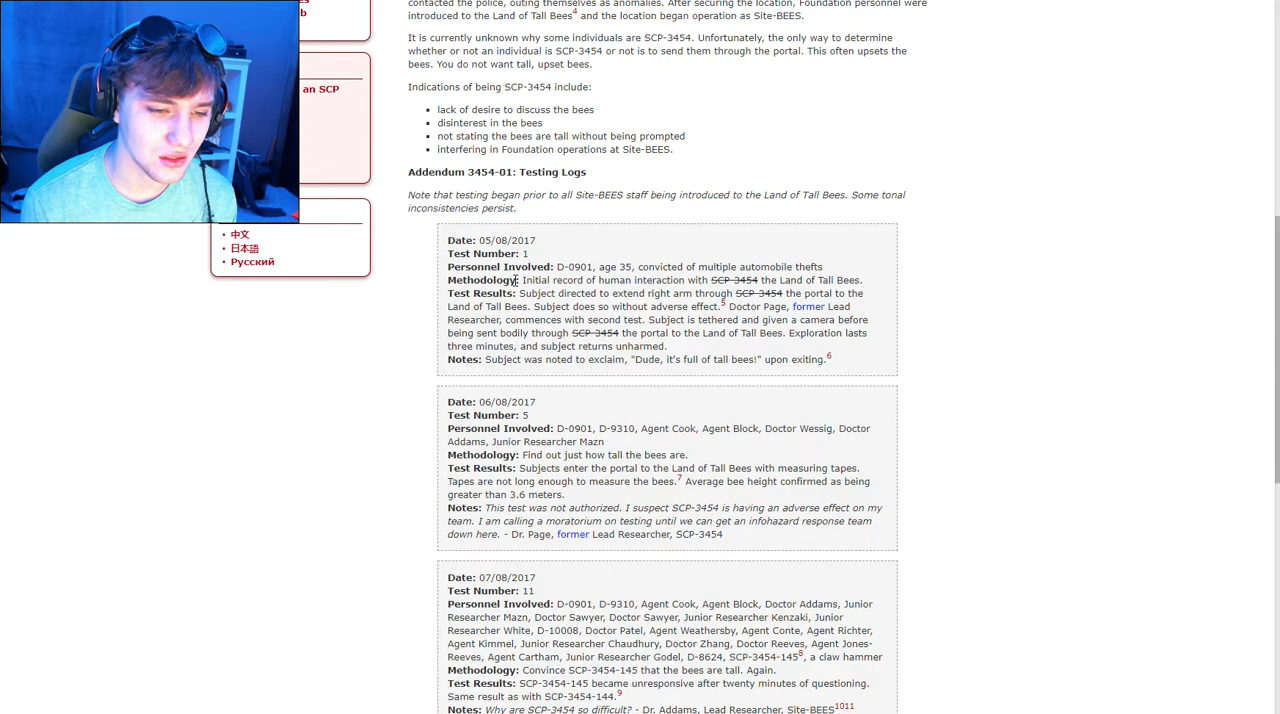 contacted the police, outing themselves as anomalies. After securing the location, Foundation personnel were
introduced to the Land of Tall Bees4 and the location began operation as Site-BEES.
It is currently unknown why some individuals are SCP-3454. Unfortunately, the only way to determine
whether or not an individual is SCP-3454 or not is to send them through the portal. This often upsets the
bees. You do not want tall, upset bees.
an SCP
Indications of being SCP-3454 include:
lack of desire to discuss the bees
disinterest in the bees
not stating the bees are tall without being prompted
interfering in Foundation operations at Site-BEES.
中文
日本語
Русский
Addendum 3454-01: Testing Logs
Note that testing began prior to all Site-BEES staff being introduced to the Land of Tall Bees. Some tonal
inconsistencies persist.
Date: 05/08/2017
Test Number: 1
Personnel Involved: D-0901, age 35, convicted of multiple automobile thefts
Methodology: Initial record of human interaction with SCP-3454 the Land of Tall Bees.
Test Results: Subject directed to extend right arm through SCP-3454 the portal to the
Land of Tall Bees. Subject does so without adverse effect.5 Doctor Page, former Lead
Researcher, commences with second test. Subject is tethered and given a camera before
being sent bodily through SCP-3454 the portal to the Land of Tall Bees. Exploration lasts
three minutes, and subject returns unharmed.
Notes: Subject was noted to exclaim, "Dude, it's full of tall bees!" upon exiting.6
Date: 06/08/2017
Test Number: 5
Personnel Involved: D-0901, D-9310, Agent Cook, Agent Block, Doctor Wessig, Doctor
Addams, Junior Researcher Mazn
Methodology: Find out just how tall the bees are.
Test Results: Subjects enter the portal to the Land of Tall Bees with measuring tapes.
Tapes are not long enough to measure the bees.7 Average bee height confirmed as being
greater than 3.6 meters.
Notes: This test was not authorized. I suspect SCP-3454 is having an adverse effect on my
team. I am calling a moratorium on testing until we can get an infohazard response team
down here. - Dr. Page, former Lead Researcher, SCP-3454
Date: 07/08/2017
Test Number: 11
Personnel Involved: D-0901, D-9310, Agent Cook, Agent Block, Doctor Addams, Junior
Researcher Mazn, Doctor Sawyer, Doctor Sawyer, Junior Researcher Kenzaki, Junior
Researcher White, D-10008, Doctor Patel, Agent Weathersby, Agent Conte, Agent Richter,
Agent Kimmel, Junior Researcher Chaudhury, Doctor Zhang, Doctor Reeves, Agent Jones-
Reeves, Agent Cartham, Junior Researcher Godel, D-8624, SCP-3454-1458, a claw hammer
Methodology: Convince SCP-3454-145 that the bees are tall. Again.
Test Results: SCP-3454-145 became unresponsive after twenty minutes of questioning.
Same result as with SCP-3454-144.9
Notes: Why are SCP-3454 so difficult? - Dr. Addams, Lead Researcher, Site-BEES1011